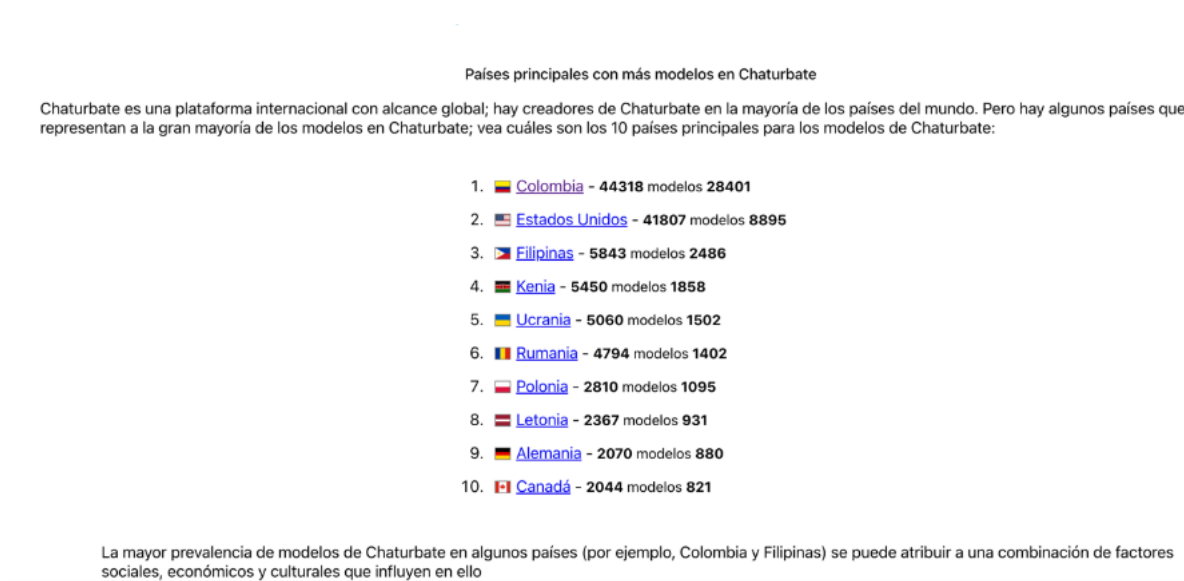 Países principales con más modelos en Chaturbate
Chaturbate es una plataforma internacional con alcance global; hay creadores de Chaturbate en la mayoría de los países del mundo. Pero hay algunos países que
representan a la gran mayoría de los modelos en Chaturbate; vea cuáles son los 10 países principales para los modelos de Chaturbate:
1. Colombia - 44318 modelos 28401
2. Estados Unidos - 41807 modelos 8895
3. Filipinas - 5843 modelos 2486
4. Kenia - 5450 modelos 1858
5. Ucrania - 5060 modelos 1502
6. Rumania - 4794 modelos 1402
7. Polonia - 2810 modelos 1095
8. Letonia - 2367 modelos 931
9. Alemania - 2070 modelos 880
10. Canadá - 2044 modelos 821
La mayor prevalencia de modelos de Chaturbate en algunos países (por ejemplo, Colombia y Filipinas) se puede atribuir a una combinación de factores
sociales, económicos y culturales que influyen en ello